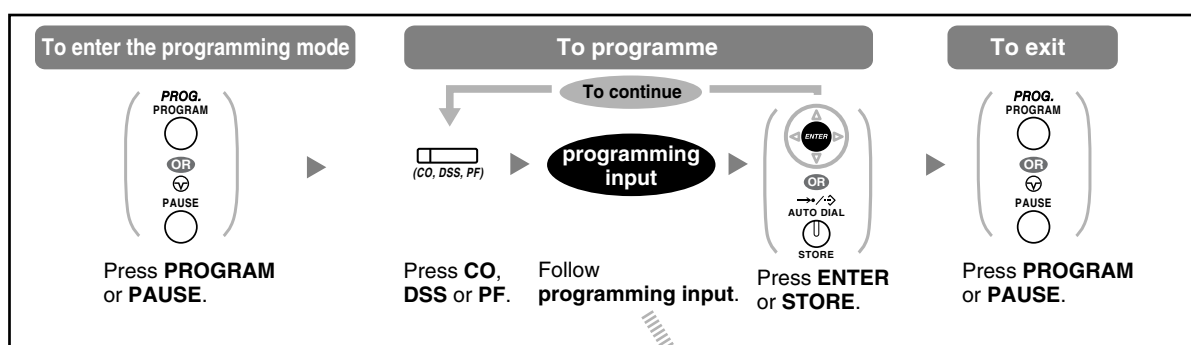 To enter the programming mode
To programme
To exit
To continue
PROG.
PROGRAM
OR
PAUSE
(CO, DSS, PF)
programming
input
ENTER
OR
AUTO DIAL
STORE
PROG.
PROGRAM
OR
PAUSE
Press PROGRAM
or PAUSE.
Press CO,
DSS or PF.
Follow
programming input.
Press ENTER
or STORE.
Press PROGRAM
or PAUSE.